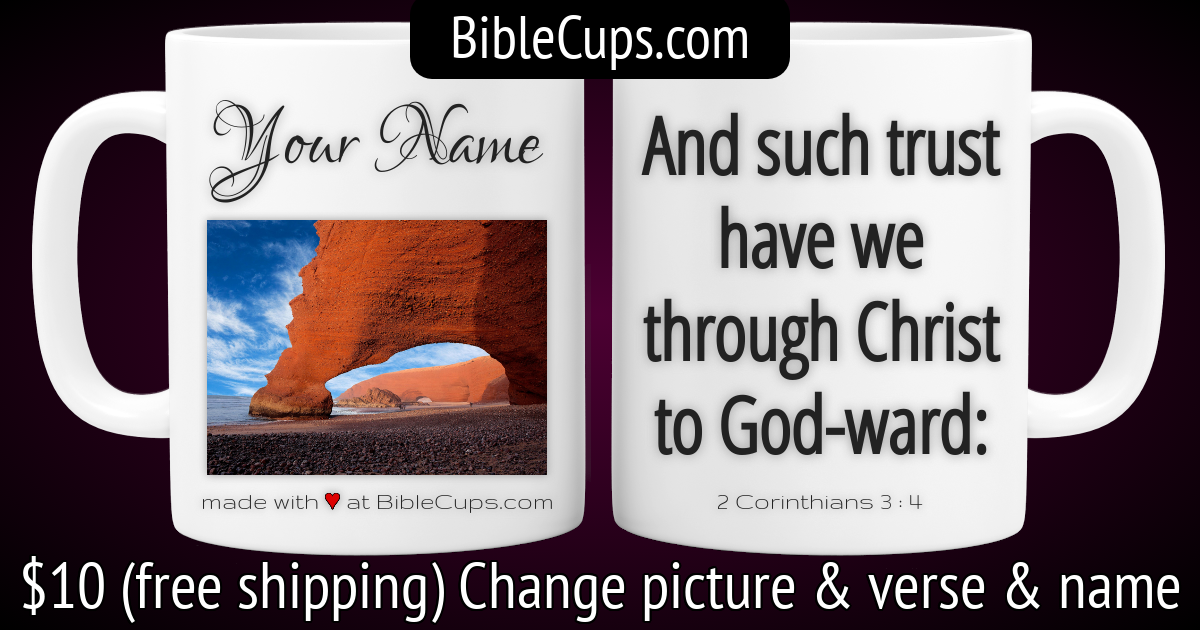 BibleCups.com
Your Name
made with ♥ at BibleCups.com
And such trust
have we
through Christ
to God-ward:
2 Corinthians 3 : 4
$10 (free shipping) Change picture & verse & name